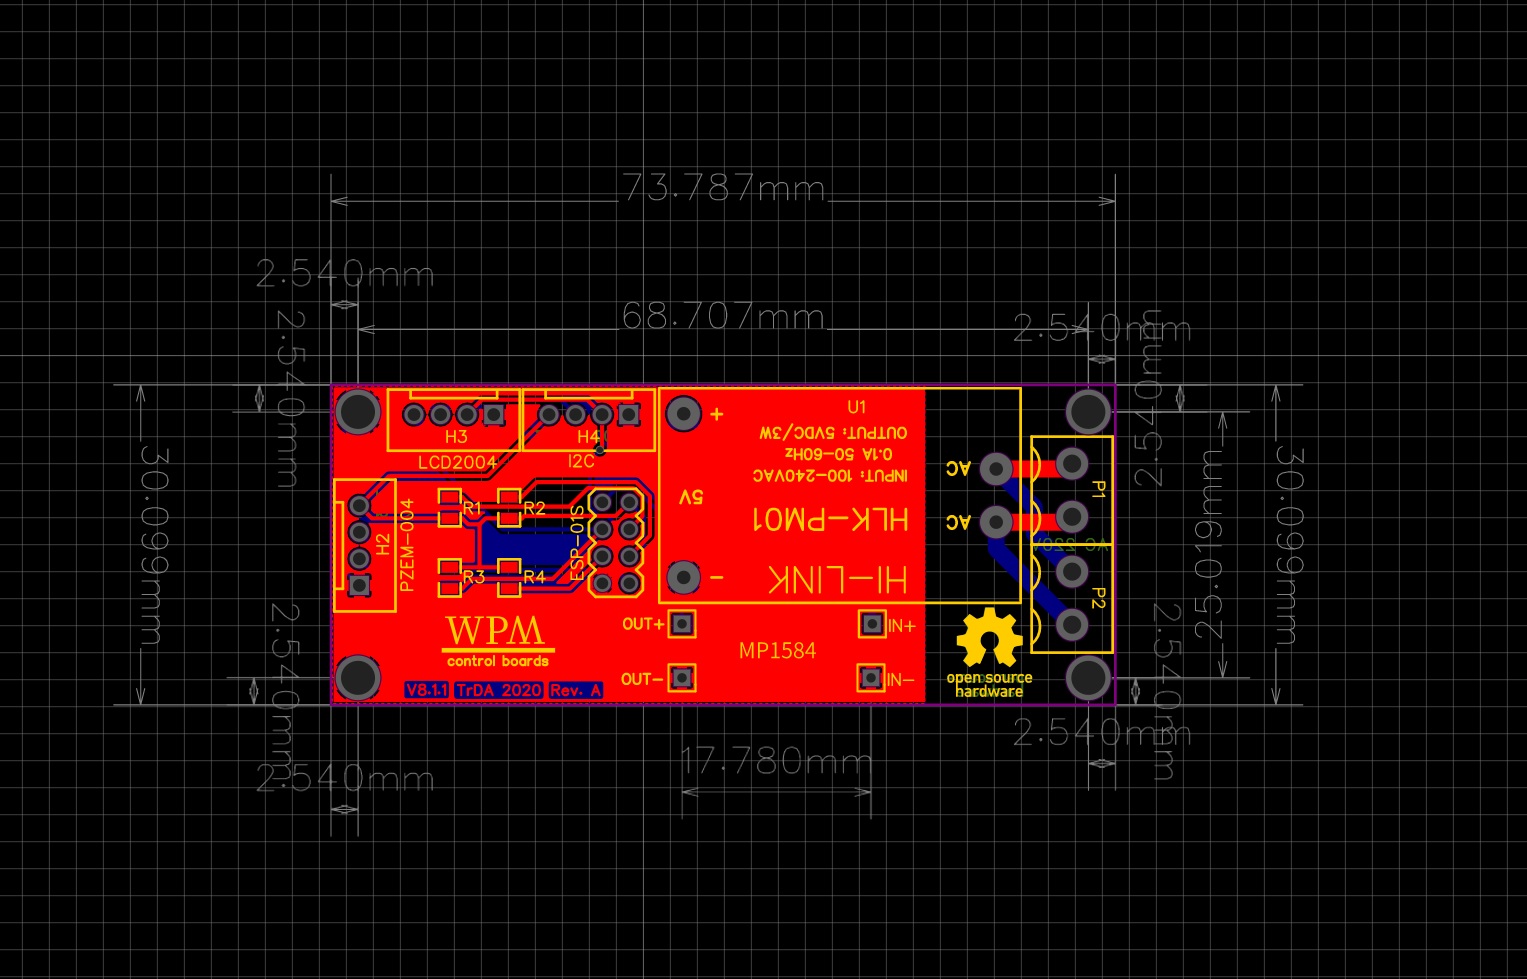 73.787mm
2.540mm
68.707mm
2.540mm
2.540mm
2.540mm
30.099mm
30.099mm
25.019mm
H3
LCD2004
H4
I2C
+
U1
INPUT: 100-240VAC
0.1A 50-60Hz
OUTPUT: 5VDC/3W
5V
HLK-PM01
HI-LINK
-
AC
AC
P1
AC 220V
P2
H2
PZEM-004
R1
R2
R3
R4
ESP-01S
WPM
control boards
V8.1.1 TrDA 2020 Rev. A
OUT+
OUT-
MP1584
IN+
IN-
open source
hardware
2.540mm
2.540mm
2.540mm
2.540mm
17.780mm